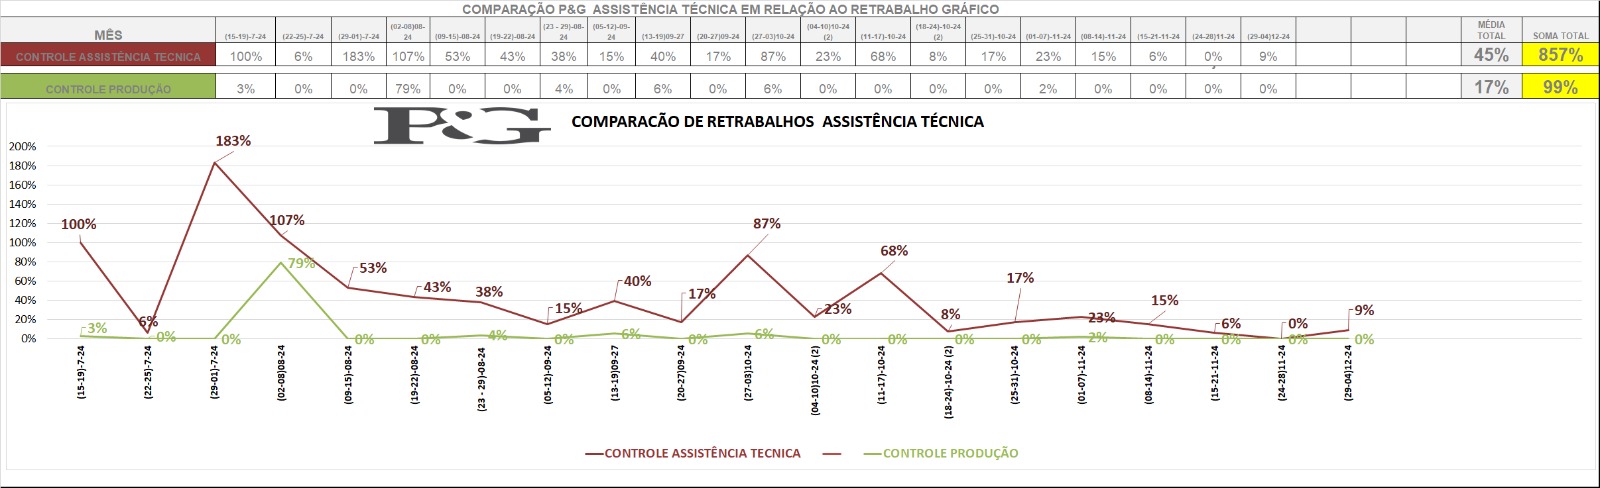 COMPARAÇÃO P&G ASSISTÊNCIA TÉCNICA EM RELAÇÃO AO RETRABALHO GRÁFICO
MÊS (15-19)-7-24 (22-25)-7-24 (29-01)-7-24 (02-08)08-24 (09-15)-08-24 (19-22)-08-24 (23 - 29)-08-24 (05-12)-09-24 (13-19)09-27 (20-27)09-24 (27-03)10-24 (04-10)10-24 (2) (11-17)-10-24 (18-24)-10-24 (2) (25-31)-10-24 (01-07)-11-24 (08-14)-11-24 (15-21-11-24 (24-28)11-24 (29-04)12-24 MÉDIA TOTAL SOMA TOTAL
CONTROLE ASSISTÊNCIA TECNICA 100% 6% 183% 107% 53% 43% 38% 15% 40% 17% 87% 23% 68% 8% 17% 23% 15% 6% 0% 9% 45% 857%
CONTROLE PRODUÇÃO 3% 0% 0% 79% 0% 0% 4% 0% 6% 0% 6% 0% 0% 0% 0% 2% 0% 0% 0% 0% 17% 99%
P&G
COMPARACÃO DE RETRABALHOS ASSISTÊNCIA TÉCNICA
200%
180%
160%
140%
120%
100%
80%
60%
40%
20%
0%
100% 6% 183% 107% 53% 43% 38% 15% 40% 17% 87% 23% 68% 8% 17% 23% 15% 6% 0% 9%
3% 0% 0% 79% 0% 0% 4% 0% 6% 0% 6% 0% 0% 0% 0% 2% 0% 0% 0% 0%
(15-19)-7-24
(22-25)-7-24
(29-01)-7-24
(02-08)08-24
(09-15)-08-24
(19-22)-08-24
(23 - 29)-08-24
(05-12)-09-24
(13-19)09-27
(20-27)09-24
(27-03)10-24
(04-10)10-24 (2)
(11-17)-10-24
(18-24)-10-24 (2)
(25-31)-10-24
(01-07)-11-24
(08-14)-11-24
(15-21-11-24
(24-28)11-24
(29-04)12-24
CONTROLE ASSISTÊNCIA TECNICA
CONTROLE PRODUÇÃO